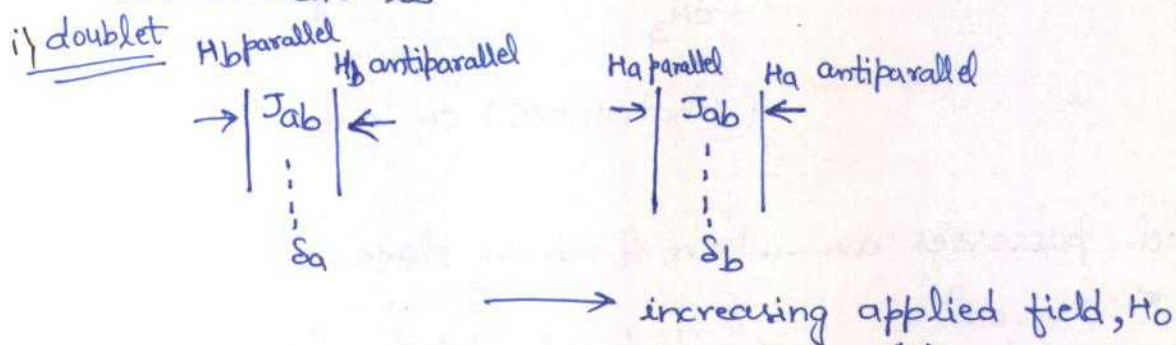 i) doublet
Hb parallel
Hb antiparallel
Ha parallel
Ha antiparallel
→| Jab |←
→| Jab |←
δa
δb
→ increasing applied field, H0